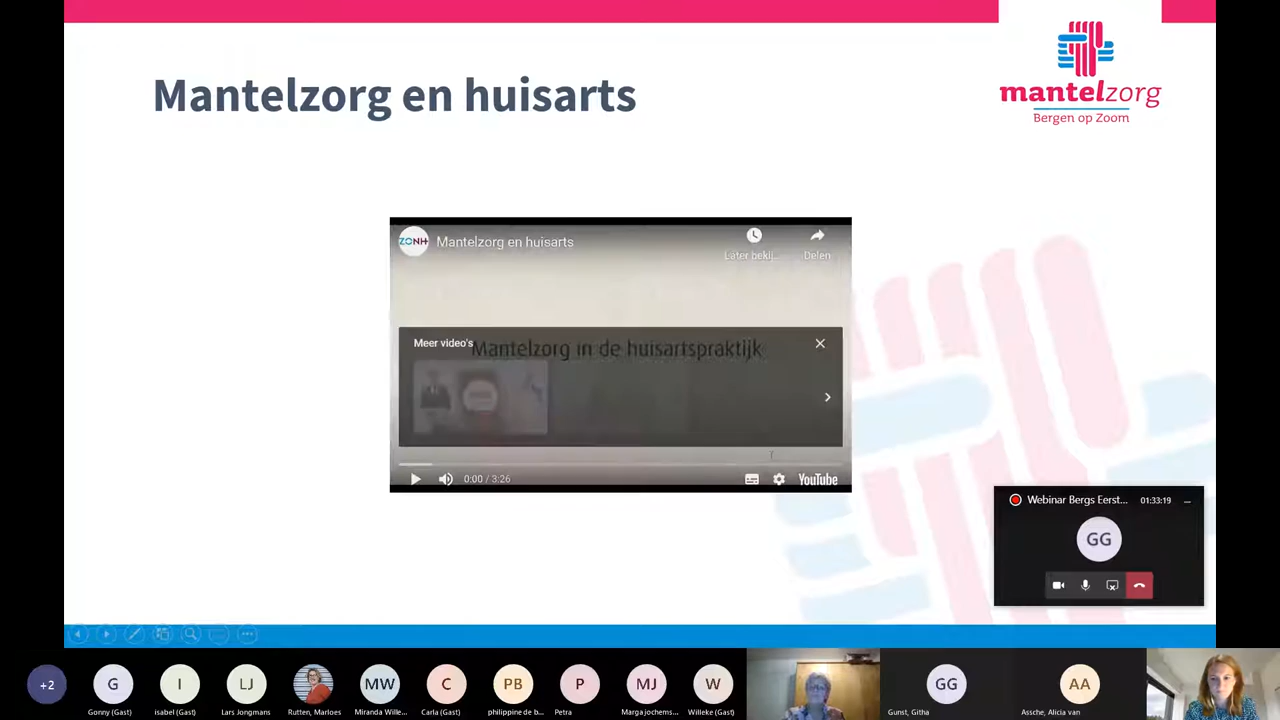 Mantelzorg en huisarts
mantelzorg
Bergen op Zoom
ZONH
Mantelzorg en huisarts
Later bekij...
Delen
Meer video's
Mantelzorg in de huisartspraktijk
0:00 / 3:26
YouTube
Webinar Bergs Eerst...
01:33:19
GG
+2
G
I
LJ
MW
C
PB
P
MJ
W
GG
AA
Gonny (Gast)
isabel (Gast)
Lars Jongmans
Rutten, Marloes
Miranda Wille...
Carla (Gast)
philippine de b...
Petra
Marga jochems...
Willeke (Gast)
Gunst, Githa
Assche, Alicia van